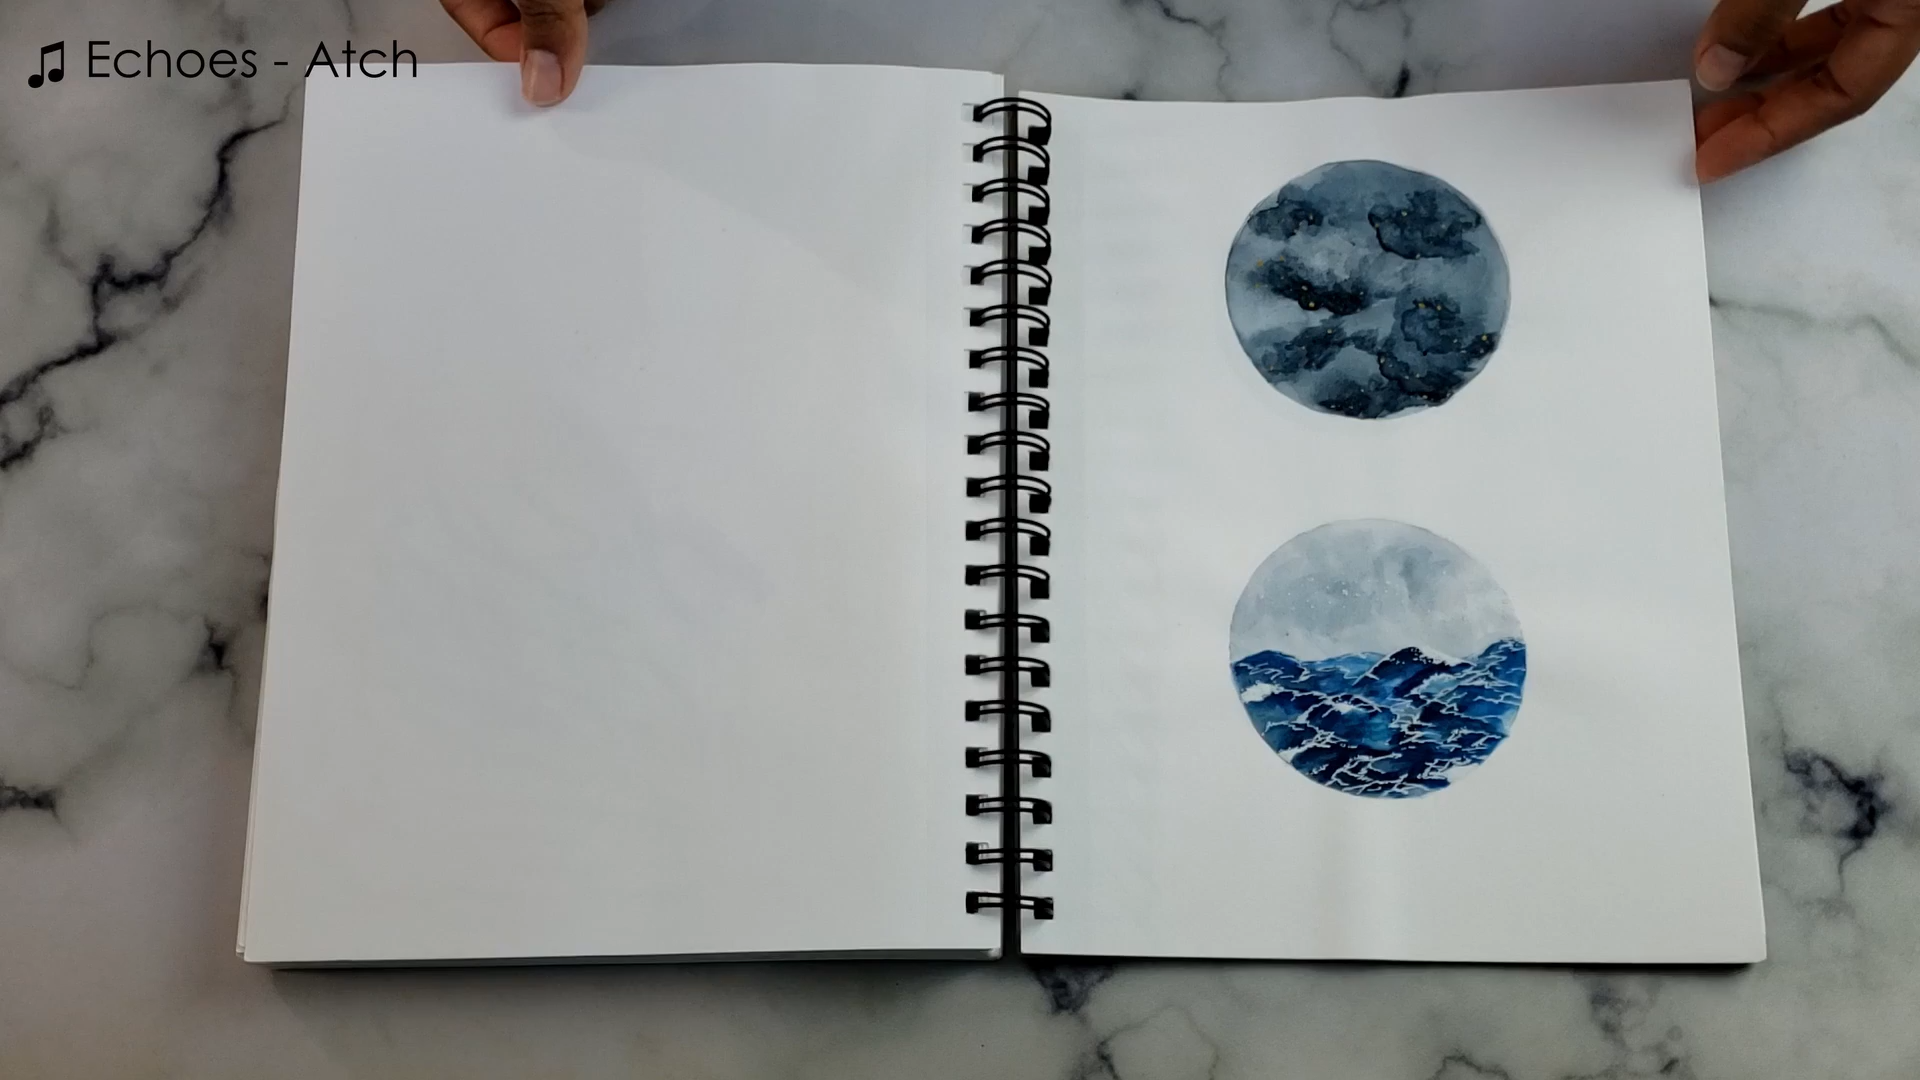 ♫ Echoes - Atch